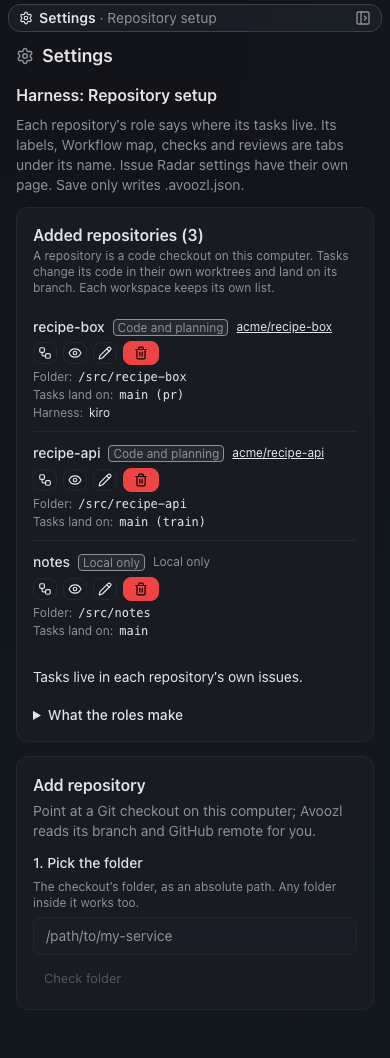 Settings · Repository setup
Settings
Harness: Repository setup
Each repository's role says where its tasks live. Its
labels, Workflow map, checks and reviews are tabs
under its name. Issue Radar settings have their own
page. Save only writes .avoozl.json.
Added repositories (3)
A repository is a code checkout on this computer. Tasks
change its code in their own worktrees and land on its
branch. Each workspace keeps its own list.
recipe-box Code and planning acme/recipe-box
Folder: /src/recipe-box
Tasks land on: main (pr)
Harness: kiro
recipe-api Code and planning acme/recipe-api
Folder: /src/recipe-api
Tasks land on: main (train)
notes Local only Local only
Folder: /src/notes
Tasks land on: main
Tasks live in each repository's own issues.
What the roles make
Add repository
Point at a Git checkout on this computer; Avoozl
reads its branch and GitHub remote for you.
1. Pick the folder
The checkout's folder, as an absolute path. Any folder
inside it works too.
/path/to/my-service
Check folder